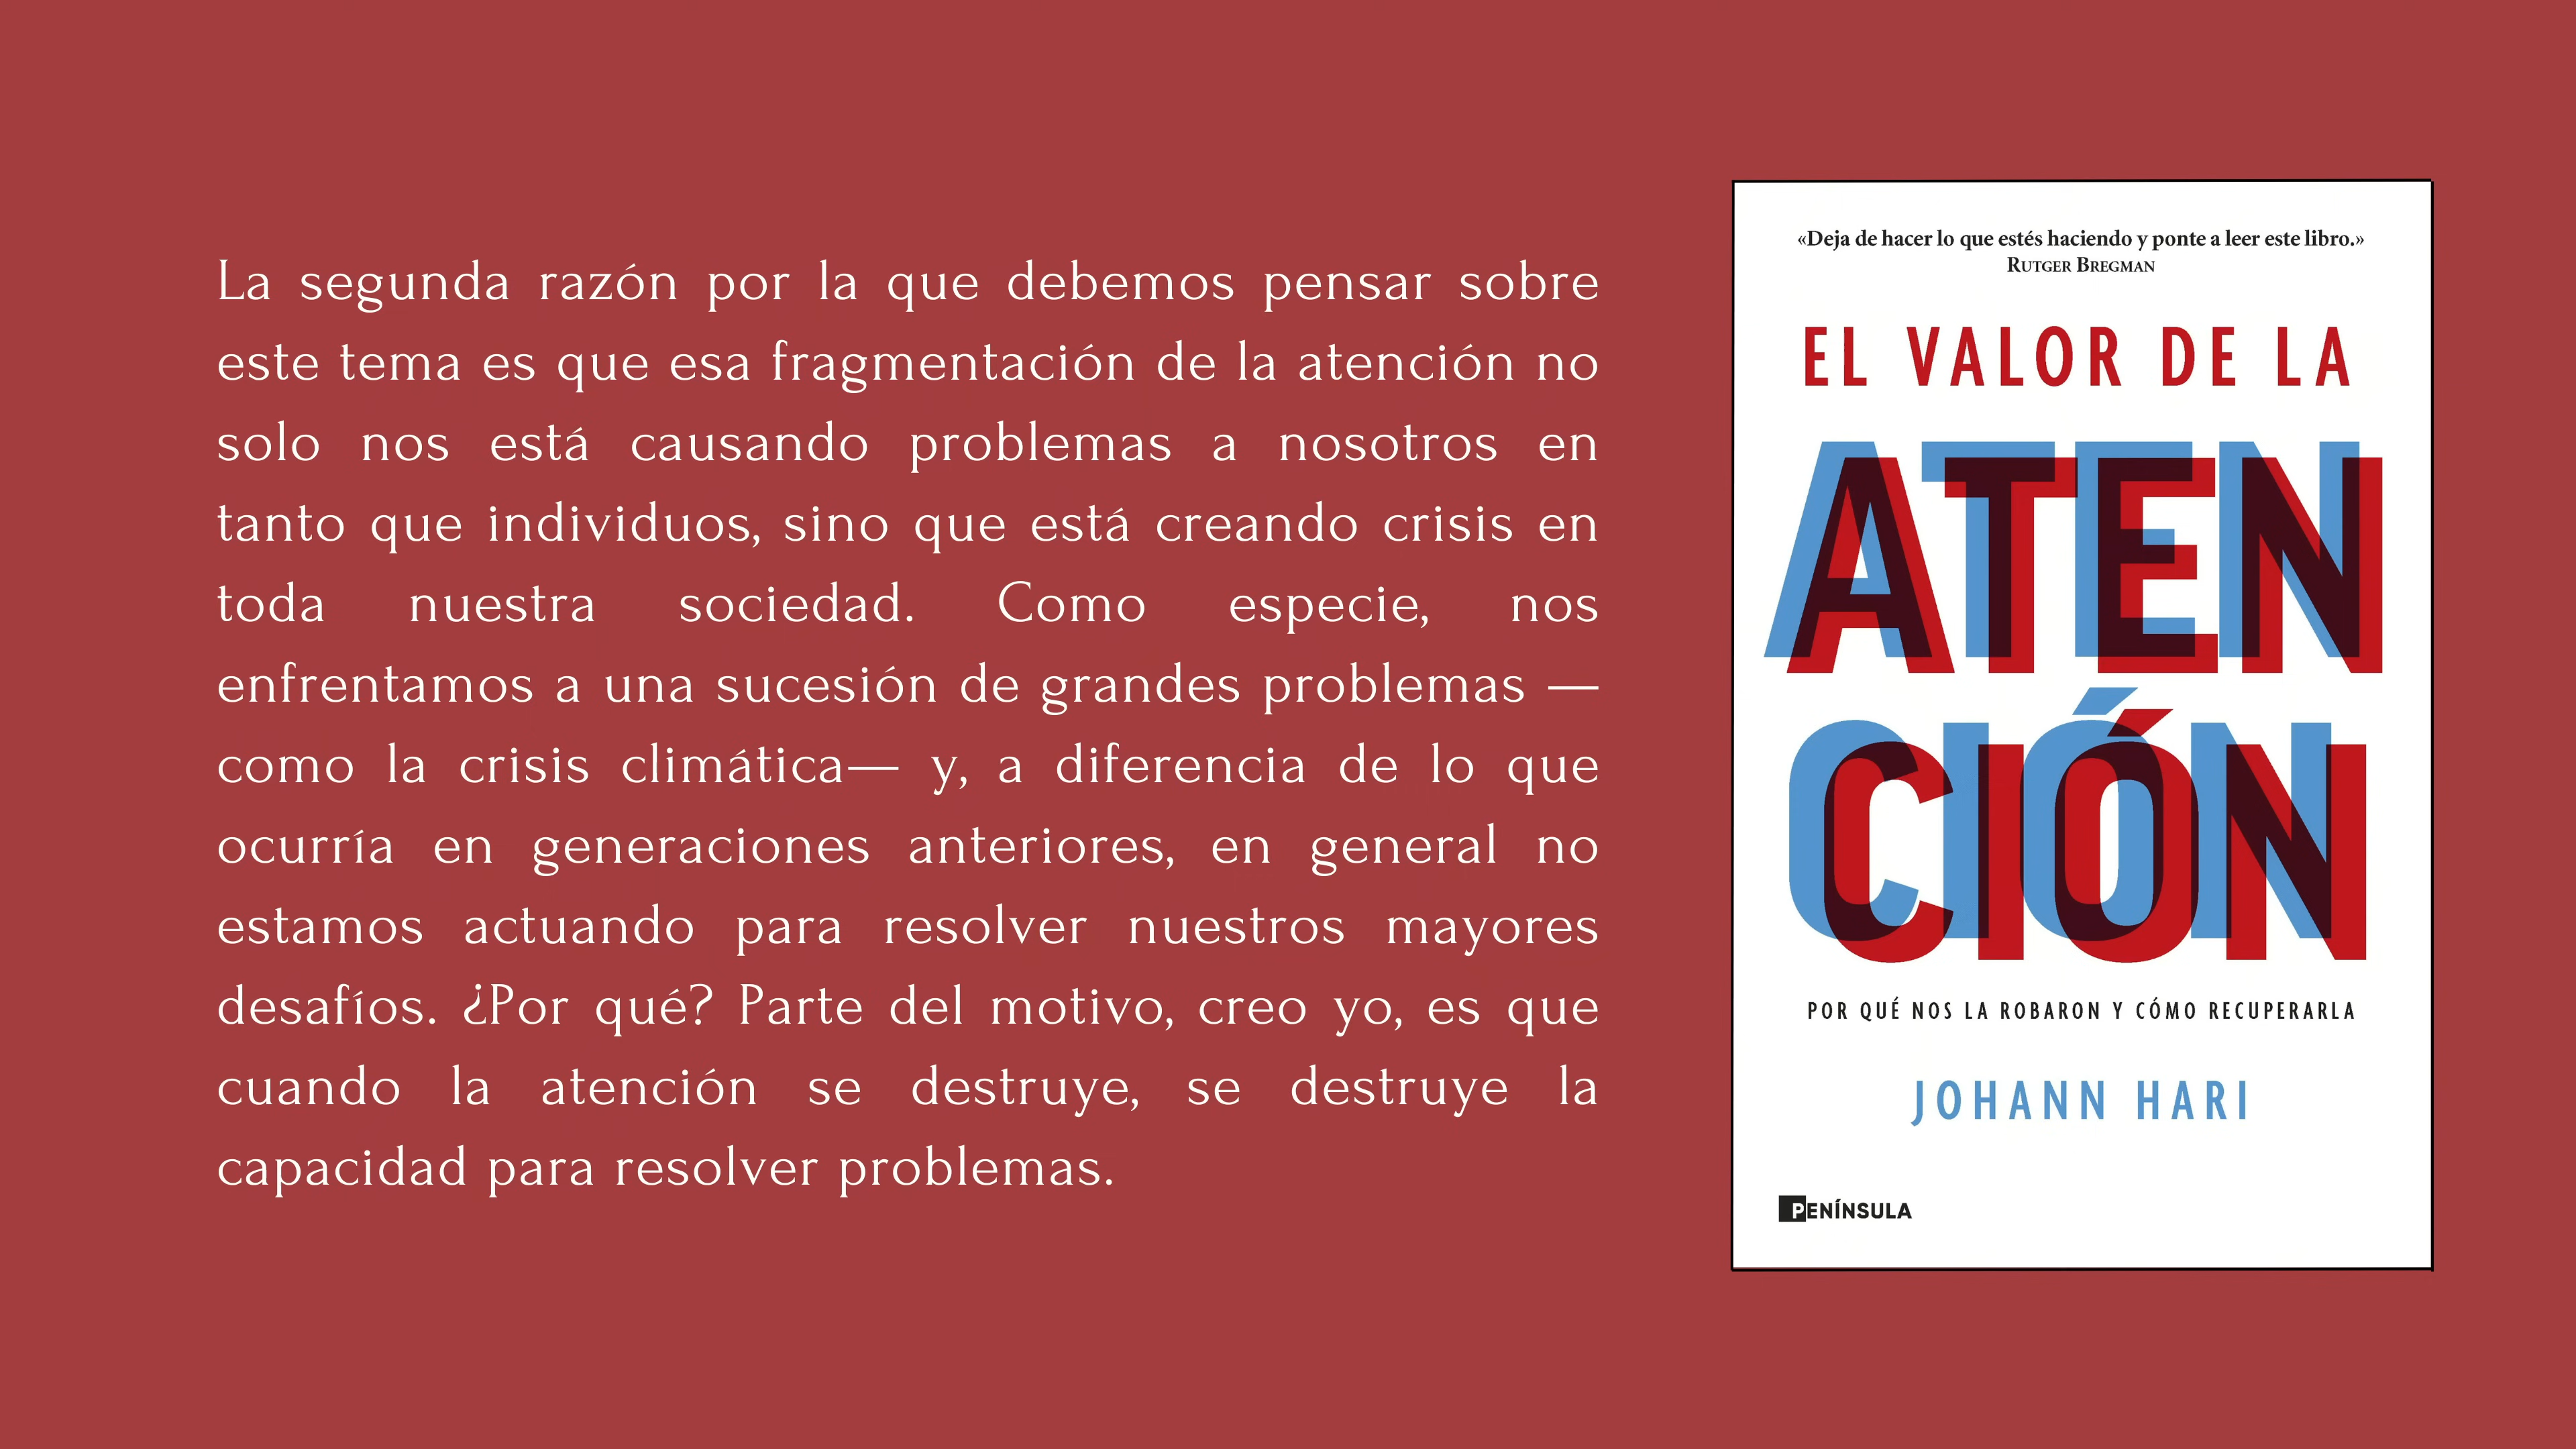 La segunda razón por la que debemos pensar sobre
este tema es que esa fragmentación de la atención no
solo nos está causando problemas a nosotros en
tanto que individuos, sino que está creando crisis en
toda nuestra sociedad. Como especie, nos
enfrentamos a una sucesión de grandes problemas —
como la crisis climática— y, a diferencia de lo que
ocurría en generaciones anteriores, en general no
estamos actuando para resolver nuestros mayores
desafíos. ¿Por qué? Parte del motivo, creo yo, es que
cuando la atención se destruye, se destruye la
capacidad para resolver problemas.
«Deja de hacer lo que estés haciendo y ponte a leer este libro.»
RUTGER BREGMAN
EL VALOR DE LA
ATEN
CIÓN
POR QUÉ NOS LA ROBARON Y CÓMO RECUPERARLA
JOHANN HARI
PENÍNSULA